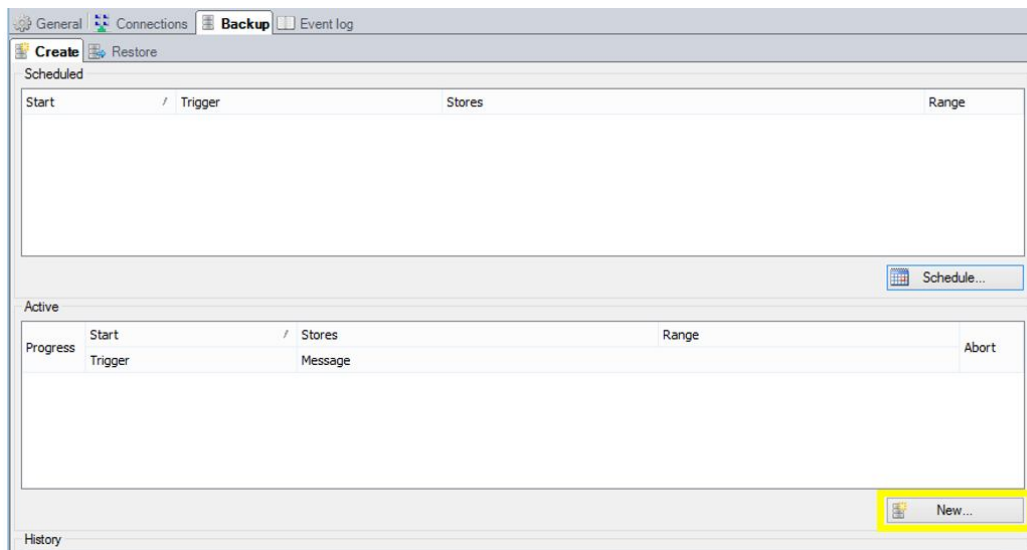 General Connections Backup Event log
Create Restore
Scheduled
Start / Trigger Stores Range
Schedule...
Active
Progress Start / Stores Range Abort
Trigger Message
New...
History